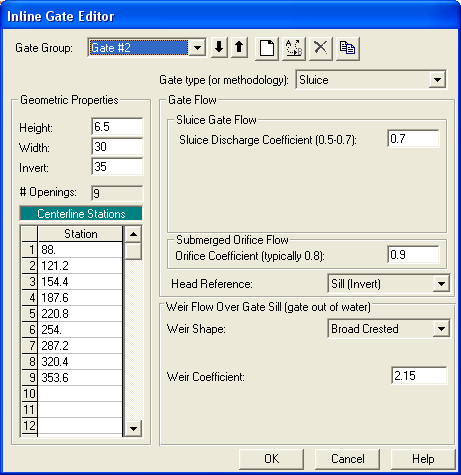 Inline Gate Editor
Gate Group: Gate #2
Gate type (or methodology): Sluice
Geometric Properties
Height: 6.5
Width: 30
Invert: 35
# Openings: 9
Centerline Stations
Station
1 88.
2 121.2
3 154.4
4 187.6
5 220.8
6 254.
7 287.2
8 320.4
9 353.6
10
11
12
Gate Flow
Sluice Gate Flow
Sluice Discharge Coefficient (0.5-0.7): 0.7
Submerged Orifice Flow
Orifice Coefficient (typically 0.8): 0.9
Head Reference: Sill (Invert)
Weir Flow Over Gate Sill (gate out of water)
Weir Shape: Broad Crested
Weir Coefficient: 2.15
OK Cancel Help